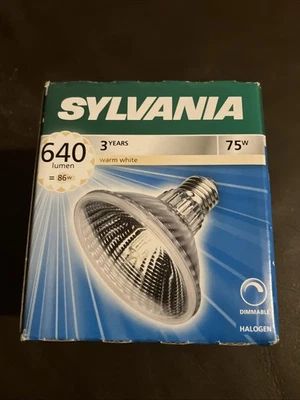 SYLVANIA
640
lumen
= 86w
3 YEARS
warm white
75W
DIMMABLE
HALOGEN